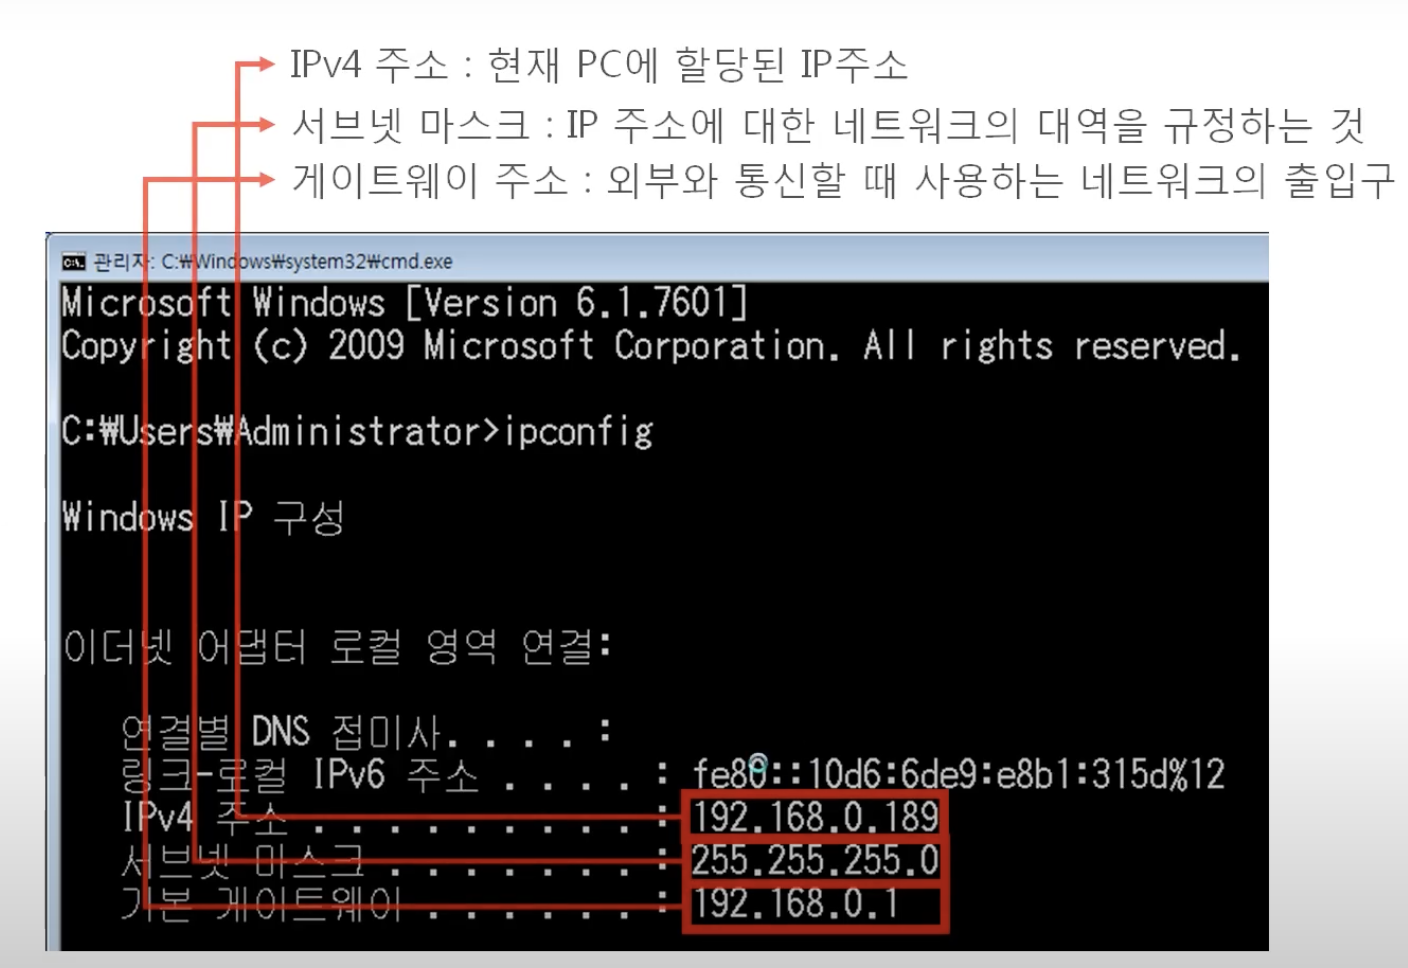 IPv4 주소 : 현재 PC에 할당된 IP주소
서브넷 마스크 : IP 주소에 대한 네트워크의 대역을 규정하는 것
게이트웨이 주소 : 외부와 통신할 때 사용하는 네트워크의 출입구
관리자: C:₩Windows₩system32₩cmd.exe
Microsoft Windows [Version 6.1.7601]
Copyright (c) 2009 Microsoft Corporation. All rights reserved.
C:₩Users₩Administrator>ipconfig
Windows IP 구성
이더넷 어댑터 로컬 영역 연결:
연결별 DNS 접미사. . . . :
링크-로컬 IPv6 주소 . . . . : fe80::10d6:6de9:e8b1:315d%12
IPv4 주소 . . . . . . . . . : 192.168.0.189
서브넷 마스크 . . . . . . . : 255.255.255.0
기본 게이트웨이 . . . . . . : 192.168.0.1